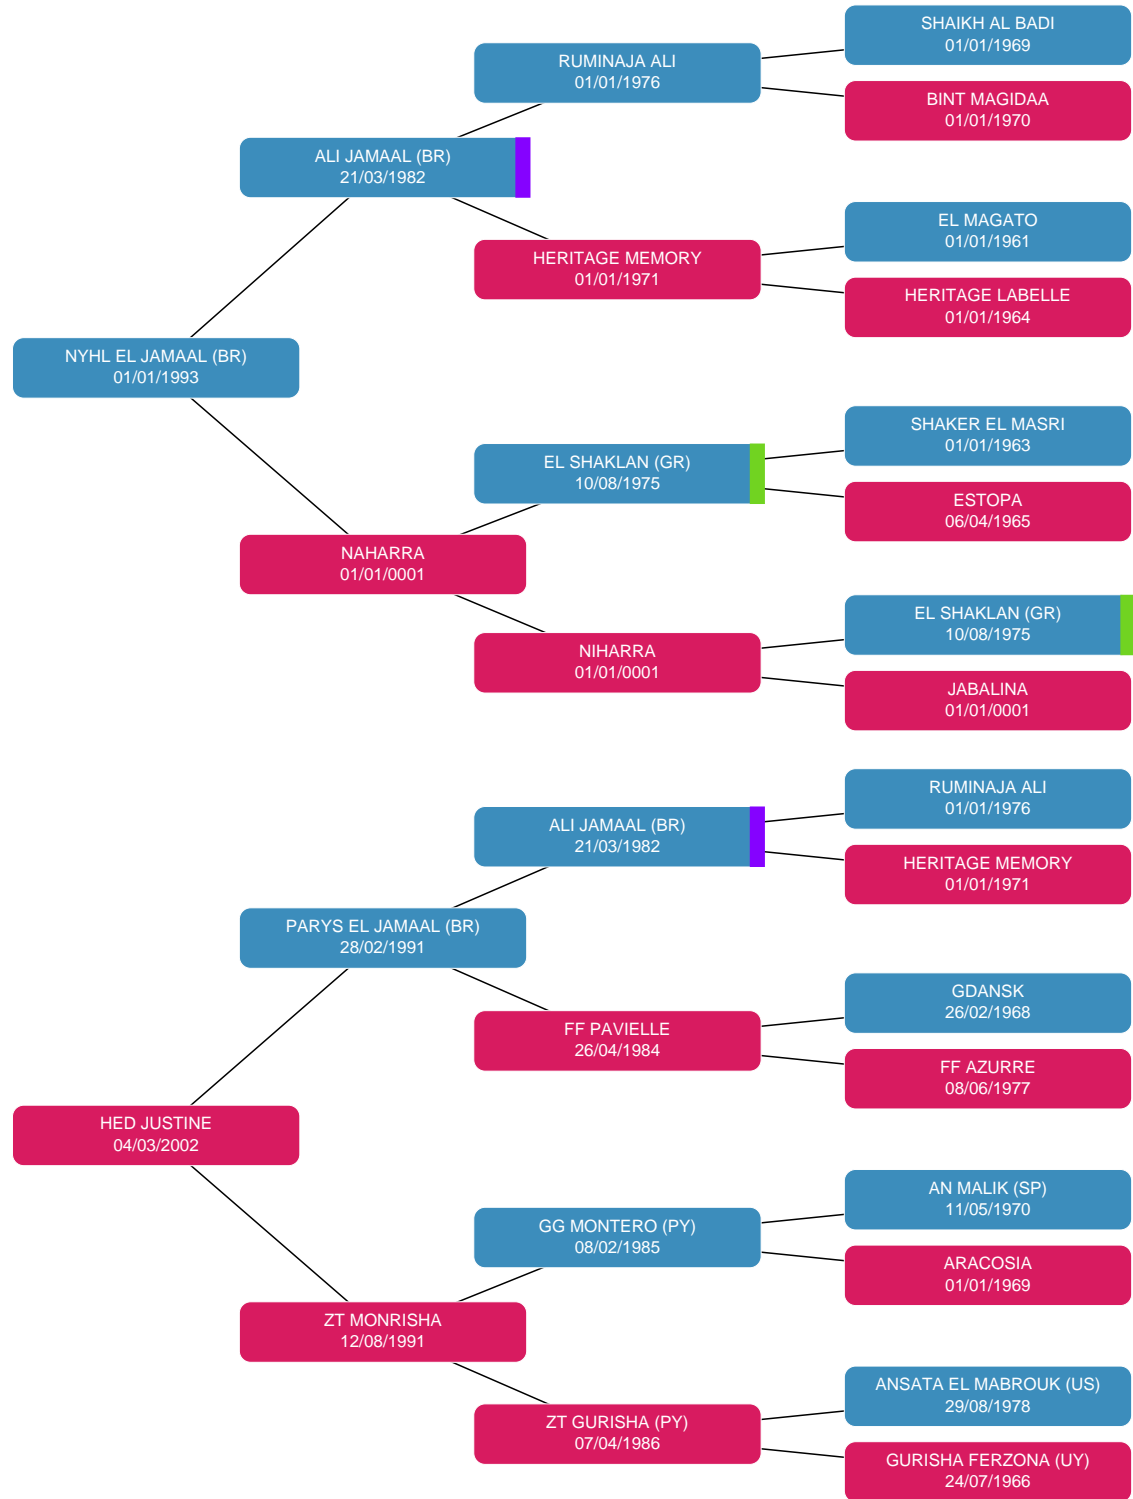 SHAIKH AL BADI
01/01/1969
RUMINAJA ALI
01/01/1976
BINT MAGIDAA
01/01/1970
ALI JAMAAL (BR)
21/03/1982
EL MAGATO
01/01/1961
HERITAGE MEMORY
01/01/1971
HERITAGE LABELLE
01/01/1964
NYHL EL JAMAAL (BR)
01/01/1993
SHAKER EL MASRI
01/01/1963
EL SHAKLAN (GR)
10/08/1975
ESTOPA
06/04/1965
NAHARRA
01/01/0001
EL SHAKLAN (GR)
10/08/1975
NIHARRA
01/01/0001
JABALINA
01/01/0001
RUMINAJA ALI
01/01/1976
ALI JAMAAL (BR)
21/03/1982
HERITAGE MEMORY
01/01/1971
PARYS EL JAMAAL (BR)
28/02/1991
GDANSK
26/02/1968
FF PAVIELLE
26/04/1984
FF AZURRE
08/06/1977
HED JUSTINE
04/03/2002
AN MALIK (SP)
11/05/1970
GG MONTERO (PY)
08/02/1985
ARACOSIA
01/01/1969
ZT MONRISHA
12/08/1991
ANSATA EL MABROUK (US)
29/08/1978
ZT GURISHA (PY)
07/04/1986
GURISHA FERZONA (UY)
24/07/1966